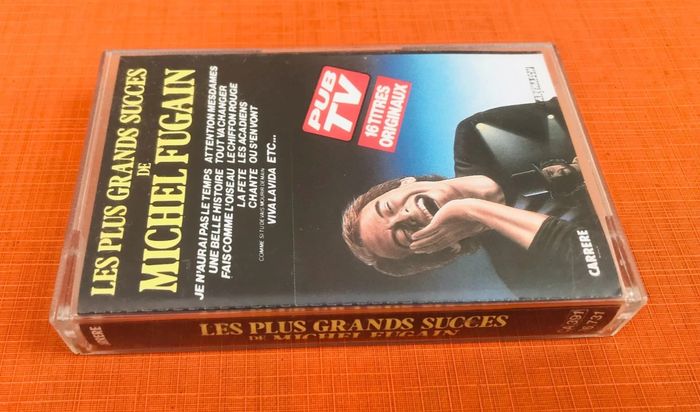 LES PLUS GRANDS SUCCES
DE
MICHEL FUGAIN
JE N'AURAI PAS LE TEMPS ATTENTION MESDAMES
UNE BELLE HISTOIRE TOUT VA CHANGER
FAIS COMME L'OISEAU LE CHIFFON ROUGE
LA FETE LES ACADIENS
CHANTE OU S'EN VONT
VIVA LA VIDA ETC...
PUB
TV
16 TITRES
ORIGINAUX
CARRERE
CARRERE
LES PLUS GRANDS SUCCES
DE MICHEL FUGAIN